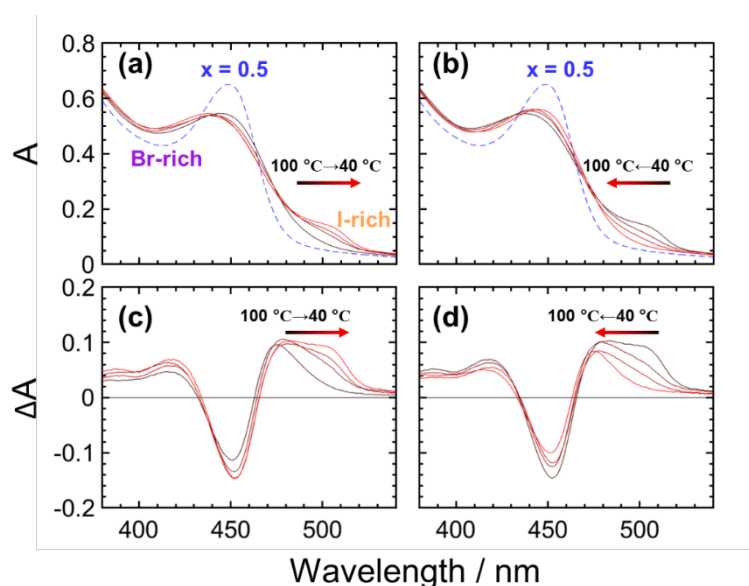 (a)
x = 0.5
Br-rich
100 °C→40 °C
I-rich
(b)
x = 0.5
100 °C←40 °C
A
0.8
0.6
0.4
0.2
0
(c)
100 °C→40 °C
(d)
100 °C←40 °C
ΔA
0.2
0.1
0
-0.1
-0.2
400 450 500 400 450 500
Wavelength / nm